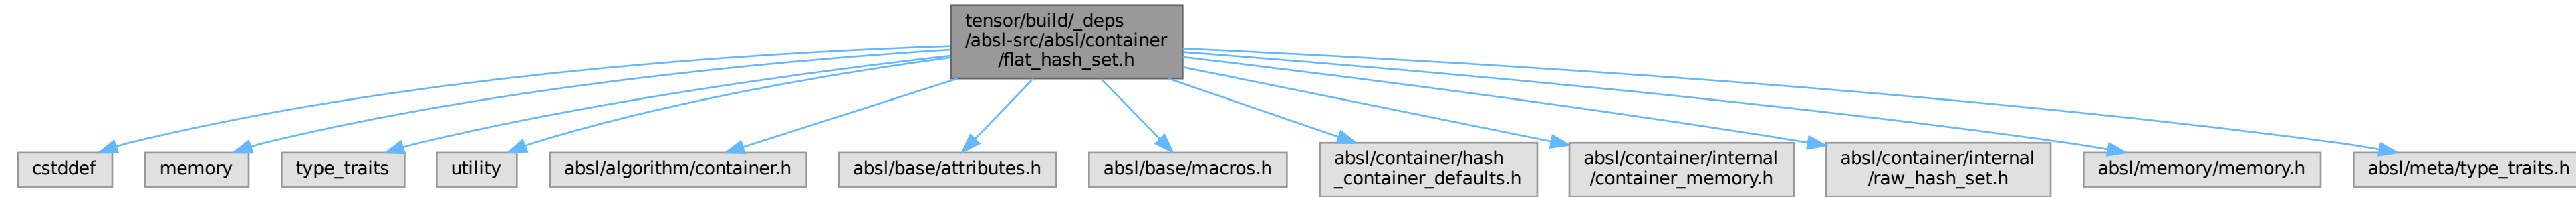 tensor/build/_deps
/absl-src/absl/container
/flat_hash_set.h
cstddef
memory
type_traits
utility
absl/algorithm/container.h
absl/base/attributes.h
absl/base/macros.h
absl/container/hash
_container_defaults.h
absl/container/internal
/container_memory.h
absl/container/internal
/raw_hash_set.h
absl/memory/memory.h
absl/meta/type_traits.h